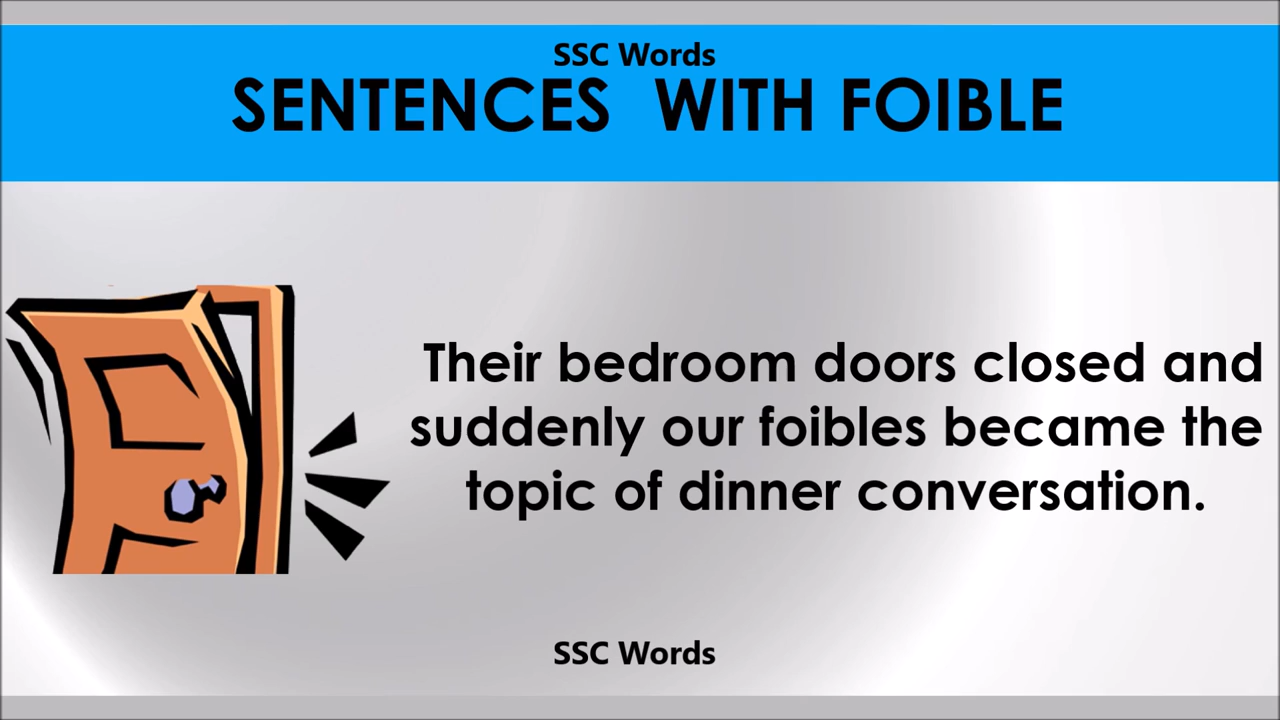 SSC Words
SENTENCES WITH FOIBLE
Their bedroom doors closed and
suddenly our foibles became the
topic of dinner conversation.
SSC Words